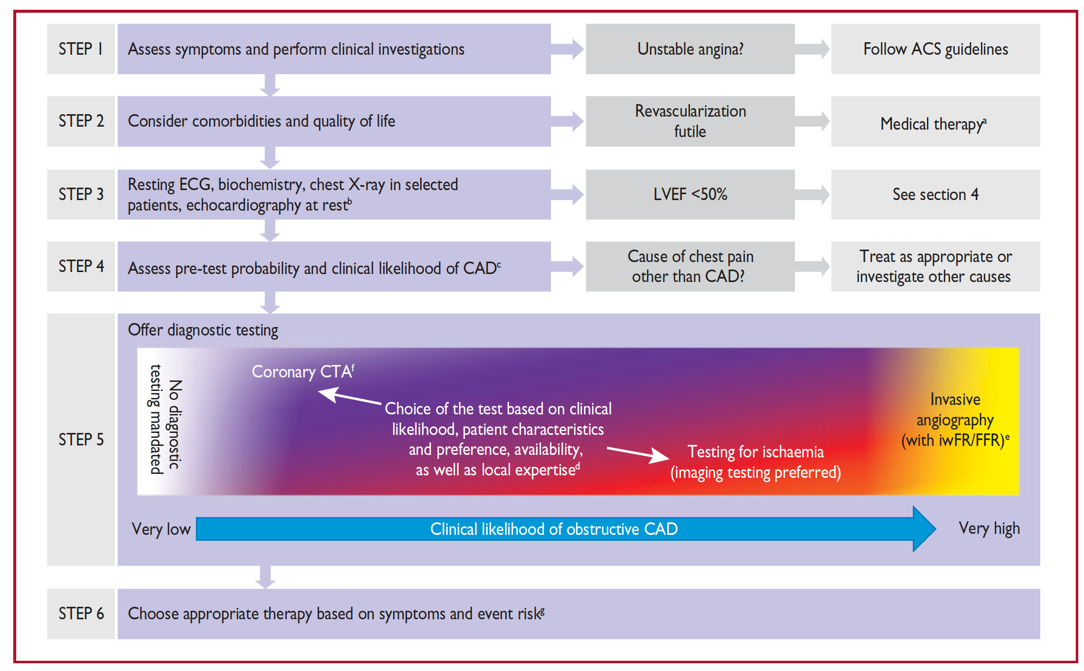 STEP 1
Assess symptoms and perform clinical investigations
Unstable angina?
Follow ACS guidelines
STEP 2
Consider comorbidities and quality of life
Revascularization
futile
Medical therapyᵃ
STEP 3
Resting ECG, biochemistry, chest X-ray in selected
patients, echocardiography at restᵇ
LVEF <50%
See section 4
STEP 4
Assess pre-test probability and clinical likelihood of CADᶜ
Cause of chest pain
other than CAD?
Treat as appropriate or
investigate other causes
STEP 5
Offer diagnostic testing
No diagnostic
testing mandated
Coronary CTAᶠ
Choice of the test based on clinical
likelihood, patient characteristics
and preference, availability,
as well as local expertiseᵈ
Testing for ischaemia
(imaging testing preferred)
Invasive
angiography
(with iwFR/FFR)ᵉ
Very low
Clinical likelihood of obstructive CAD
Very high
STEP 6
Choose appropriate therapy based on symptoms and event riskᵍ